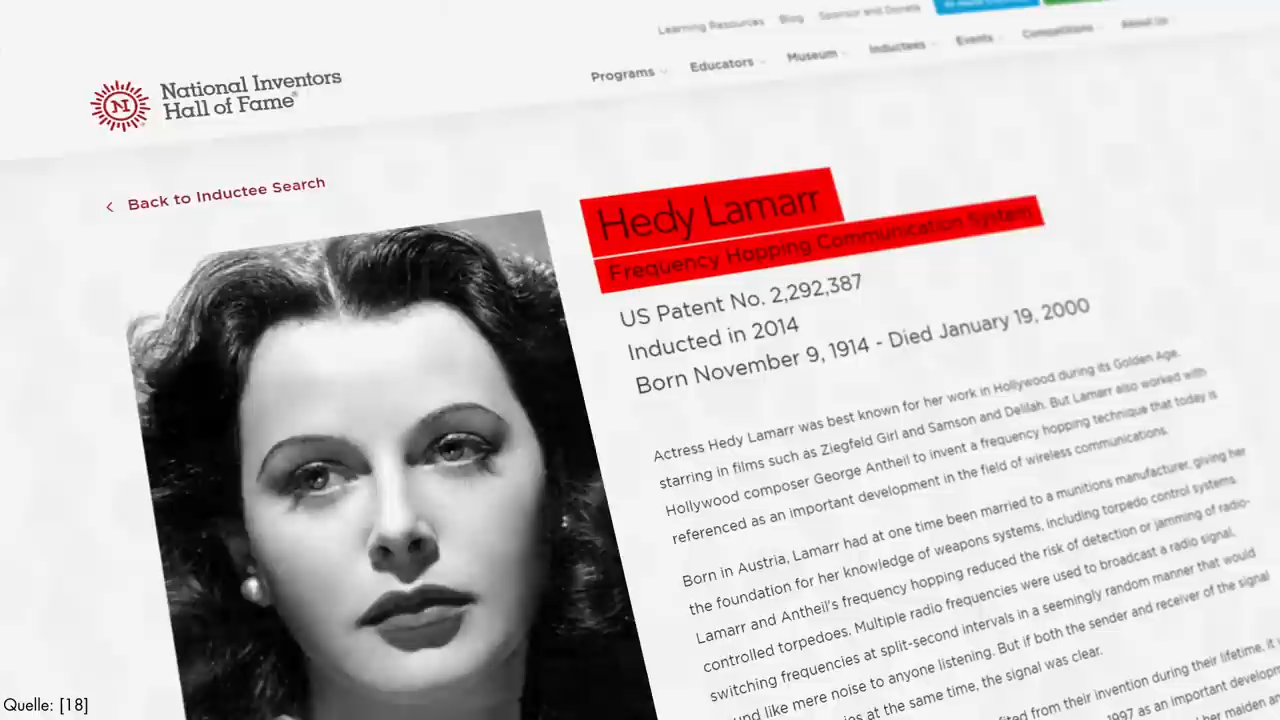 Learning Resources Blog Sponsor and Donate
National Inventors
Hall of Fame®
Programs Educators Museum Inductees Events Competitions About Us
Back to Inductee Search
Hedy Lamarr
Frequency Hopping Communication System
US Patent No. 2,292,387
Inducted in 2014
Born November 9, 1914 - Died January 19, 2000
Actress Hedy Lamarr was best known for her work in Hollywood during its Golden Age,
starring in films such as Ziegfeld Girl and Samson and Delilah. But Lamarr also worked with
Hollywood composer George Antheil to invent a frequency hopping technique that today is
referenced as an important development in the field of wireless communications.
Born in Austria, Lamarr had at one time been married to a munitions manufacturer, giving her
the foundation for her knowledge of weapons systems, including torpedo control systems.
Lamarr and Antheil's frequency hopping reduced the risk of detection or jamming of radio-
controlled torpedoes. Multiple radio frequencies were used to broadcast a radio signal,
switching frequencies at split-second intervals in a seemingly random manner that would
like mere noise to anyone listening. But if both the sender and receiver of the signal
at the same time, the signal was clear.
from their invention during their lifetime, it
1997 as an important
her maiden
Quelle: [18]